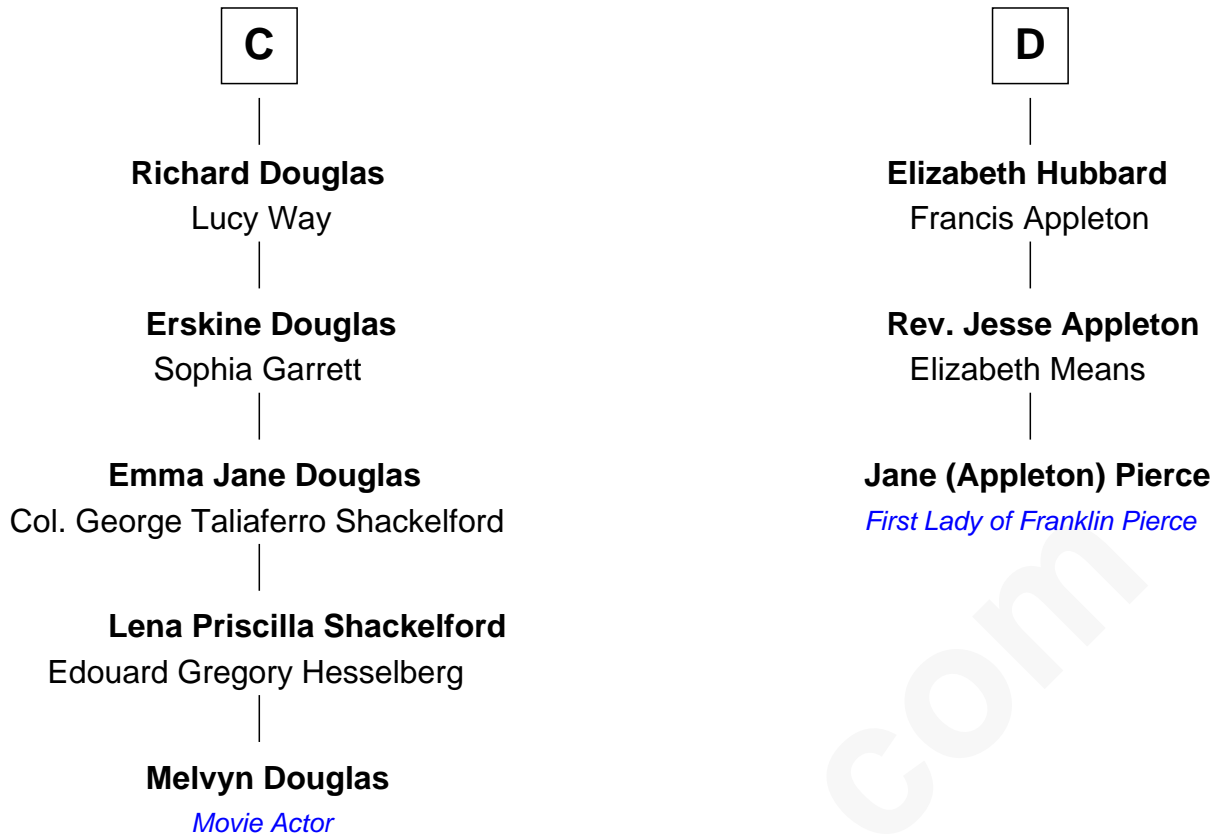 C
Richard Douglas
Lucy Way
Erskine Douglas
Sophia Garrett
Emma Jane Douglas
Col. George Taliaferro Shackelford
Lena Priscilla Shackelford
Edouard Gregory Hesselberg
Melvyn Douglas
Movie Actor
D
Elizabeth Hubbard
Francis Appleton
Rev. Jesse Appleton
Elizabeth Means
Jane (Appleton) Pierce
First Lady of Franklin Pierce
com